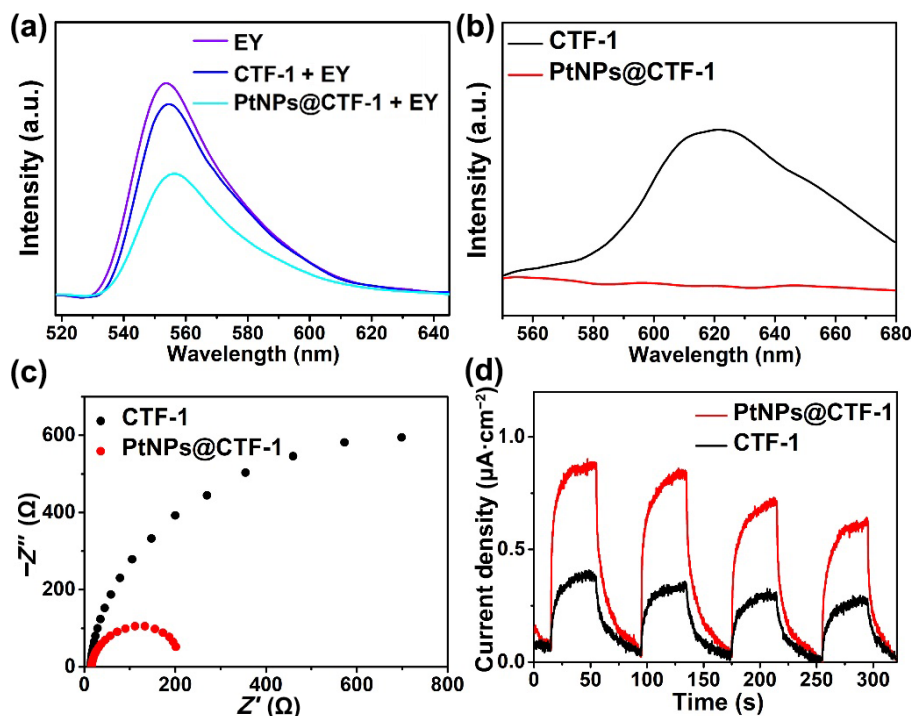 (a)
EY
CTF-1 + EY
PtNPs@CTF-1 + EY
Intensity (a.u.)
520 540 560 580 600 620 640
Wavelength (nm)
(b)
CTF-1
PtNPs@CTF-1
Intensity (a.u.)
560 580 600 620 640 660 680
Wavelength (nm)
(c)
CTF-1
PtNPs@CTF-1
−Z″ (Ω)
600
400
200
0
0 200 400 600 800
Z′ (Ω)
(d)
PtNPs@CTF-1
CTF-1
Current density (μA·cm⁻²)
1.0
0.5
0.0
0 50 100 150 200 250 300
Time (s)